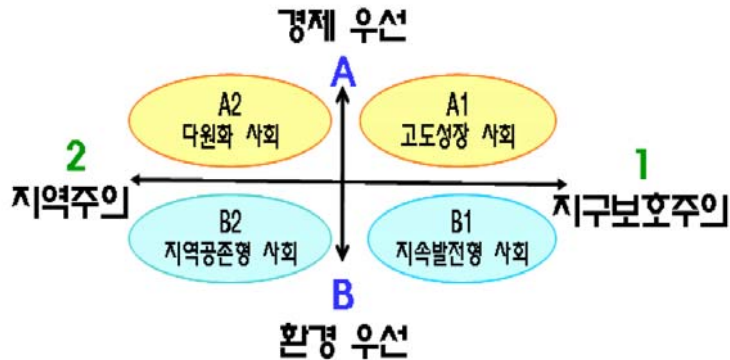 경제 우선
A
A2
다원화 사회
A1
고도성장 사회
2
지역주의
1
지구보호주의
B2
지역공존형 사회
B1
지속발전형 사회
B
환경 우선